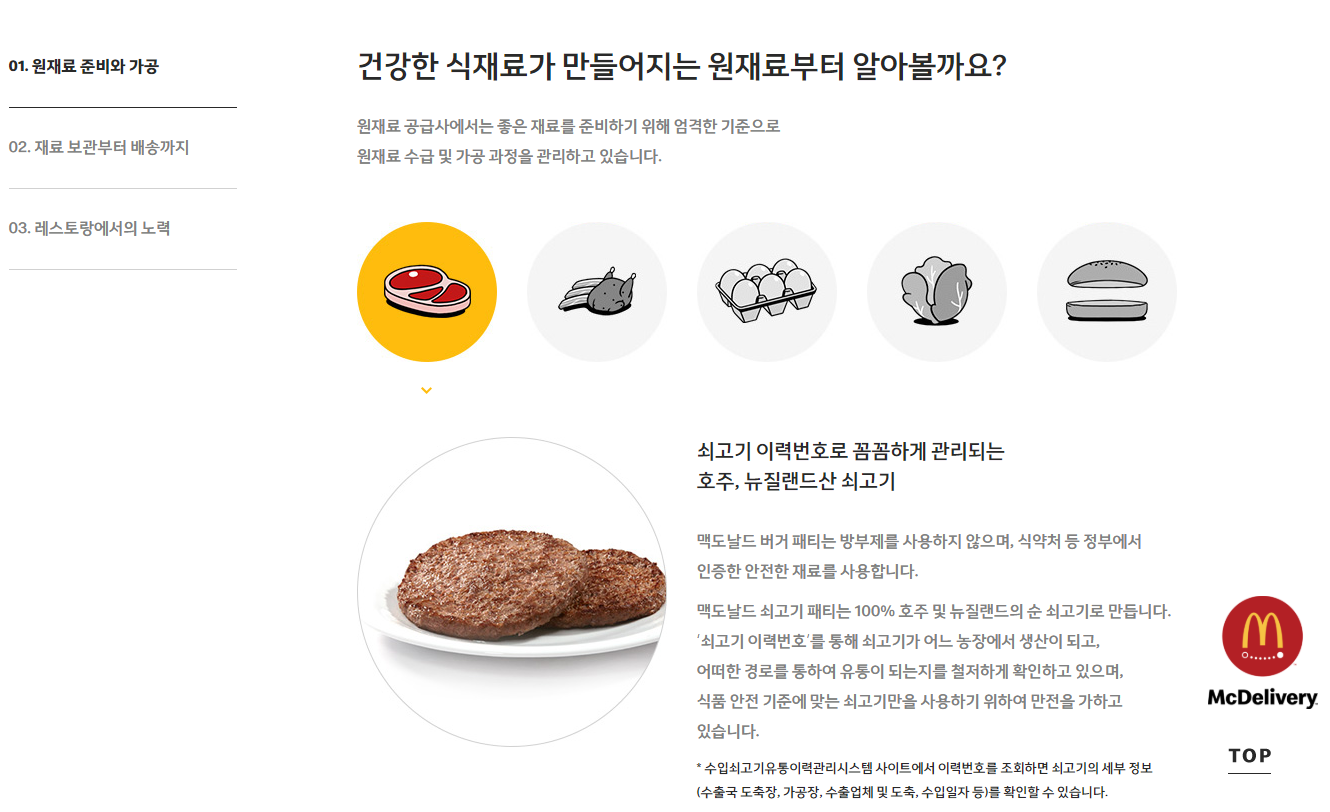 01. 원재료 준비와 가공
02. 재료 보관부터 배송까지
03. 레스토랑에서의 노력
건강한 식재료가 만들어지는 원재료부터 알아볼까요?
원재료 공급사에서는 좋은 재료를 준비하기 위해 엄격한 기준으로
원재료 수급 및 가공 과정을 관리하고 있습니다.
쇠고기 이력번호로 꼼꼼하게 관리되는
호주, 뉴질랜드산 쇠고기
맥도날드 버거 패티는 방부제를 사용하지 않으며, 식약처 등 정부에서
인증한 안전한 재료를 사용합니다.
맥도날드 쇠고기 패티는 100% 호주 및 뉴질랜드의 순 쇠고기로 만듭니다.
‘쇠고기 이력번호’를 통해 쇠고기가 어느 농장에서 생산이 되고,
어떠한 경로를 통하여 유통이 되는지를 철저하게 확인하고 있으며,
식품 안전 기준에 맞는 쇠고기만을 사용하기 위하여 만전을 가하고
있습니다.
* 수입쇠고기유통이력관리시스템 사이트에서 이력번호를 조회하면 쇠고기의 세부 정보
(수출국 도축장, 가공장, 수출업체 및 도축, 수입일자 등)를 확인할 수 있습니다.
McDelivery
TOP